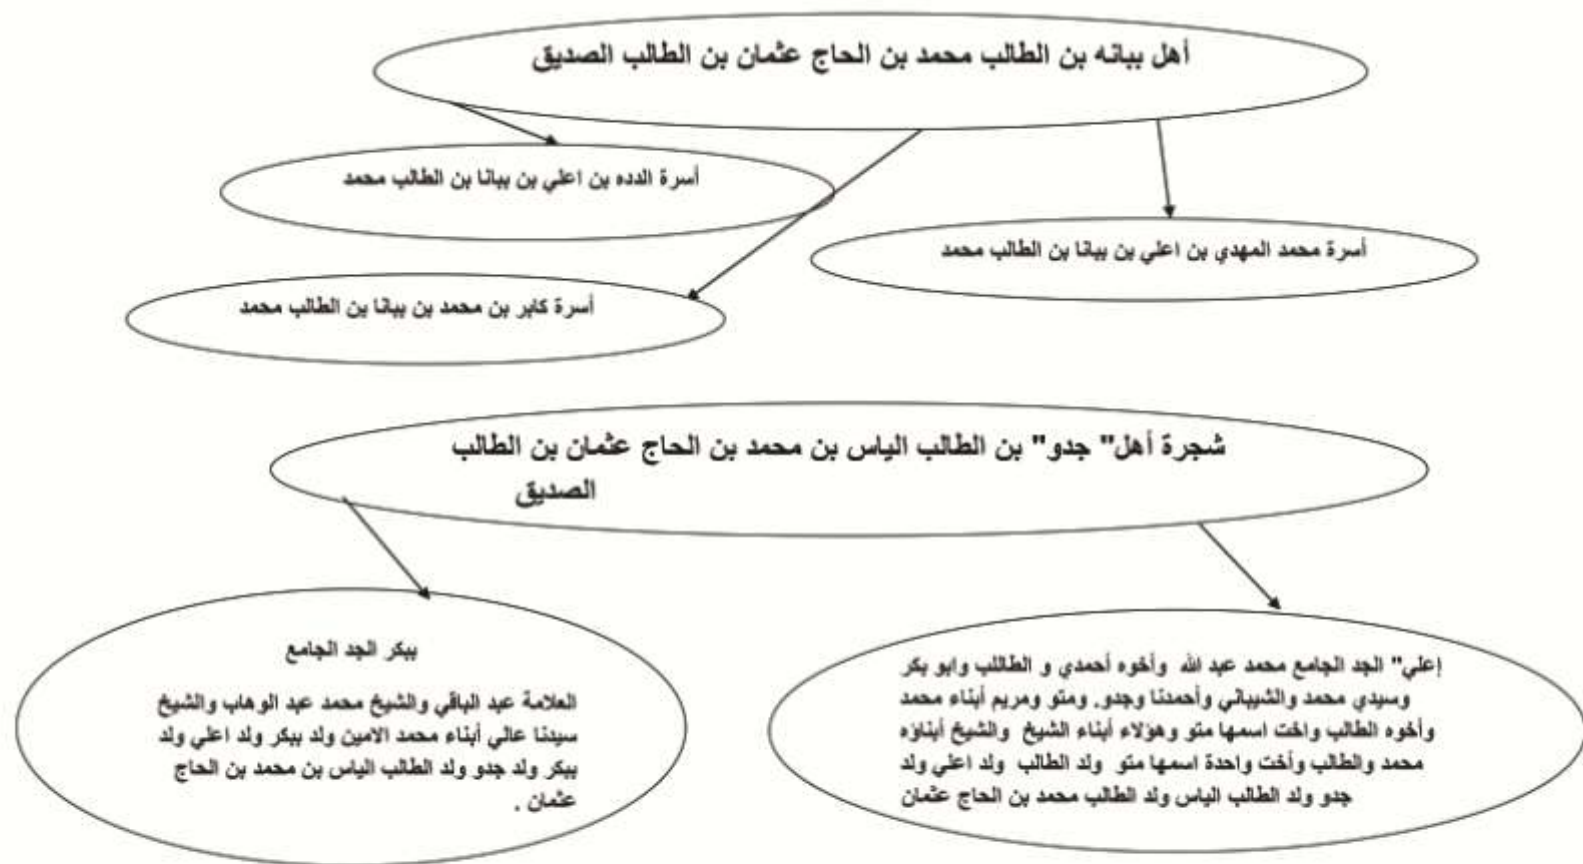 أهل ببانه بن الطالب محمد بن الحاج عثمان بن الطالب الصديق
أسرة الدده بن اعلي بن ببانا بن الطالب محمد
أسرة محمد المهدي بن اعلي بن ببانا بن الطالب محمد
أسرة كابر بن محمد بن ببانا بن الطالب محمد
شجرة أهل" جدو" بن الطالب الياس بن محمد بن الحاج عثمان بن الطالب
الصديق
إعلي" الجد الجامع محمد عبد الله وأخوه أحمدي و الطاللب وابو بكر
وسيدي محمد والشيباني وأحمدنا وجدو. ومتو ومريم أبناء محمد
وأخوه الطالب واخت اسمها متو وهؤلاء أبناء الشيخ والشيخ أبناؤه
محمد والطالب وأخت واحدة اسمها متو ولد الطالب ولد اعلي ولد
جدو ولد الطالب الياس ولد الطالب محمد بن الحاج عثمان
ببكر الجد الجامع
العلامة عبد الباقي والشيخ محمد عبد الوهاب والشيخ
سيدنا عالي أبناء محمد الامين ولد ببكر ولد اعلي ولد
ببكر ولد جدو ولد الطالب الياس بن محمد بن الحاج
عثمان .